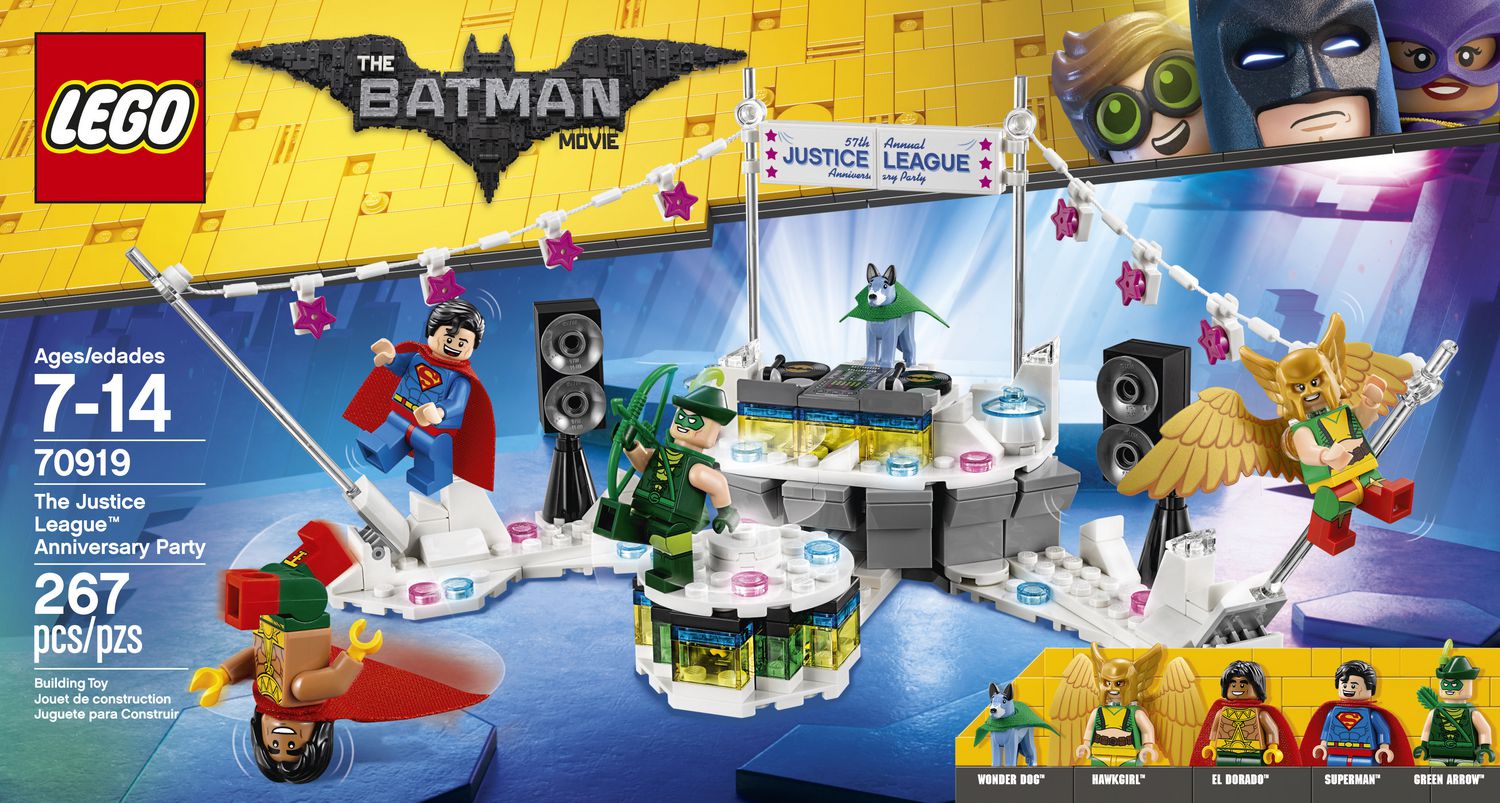 LEGO
THE
BATMAN
MOVIE
57th Annual
JUSTICE LEAGUE
Anniversary Party
Ages/edades
7-14
70919
The Justice
League™
Anniversary Party
267
pcs/pzs
Building Toy
Jouet de construction
Juguete para Construir
WONDER DOG™
HAWKGIRL™
EL DORADO™
SUPERMAN™
GREEN ARROW™